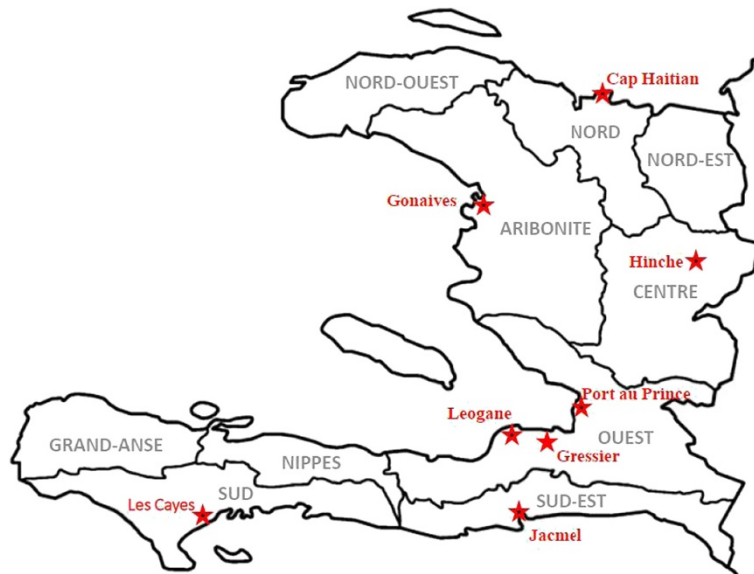 NORD-OUEST
Cap Haitian
NORD
NORD-EST
Gonaives
ARIBONITE
Hinche
CENTRE
Port au Prince
Leogane
OUEST
GRAND-ANSE
Gressier
NIPPES
SUD
SUD-EST
Les Cayes
Jacmel